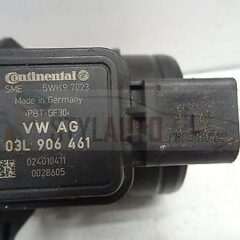 Continental
SME 5WK9 7023
Made in Germany
>PBT-GF30<
VW AG
03L 906 461
024010411
0028605